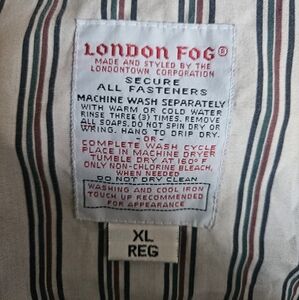 LONDON FOG®
MADE AND STYLED BY THE
LONDONTOWN CORPORATION
SECURE
ALL FASTENERS
MACHINE WASH SEPARATELY
WITH WARM OR COLD WATER
RINSE THREE (3) TIMES. REMOVE
ALL SOAPS. DO NOT SPIN DRY OR
WRING. HANG TO DRIP DRY.
-OR-
COMPLETE WASH CYCLE
PLACE IN MACHINE DRYER
TUMBLE DRY AT 160° F
ONLY NON-CHLORINE BLEACH,
WHEN NEEDED
DO NOT DRY CLEAN
WASHING AND COOL IRON
TOUCH UP RECOMMENDED
FOR APPEARANCE
XL
REG